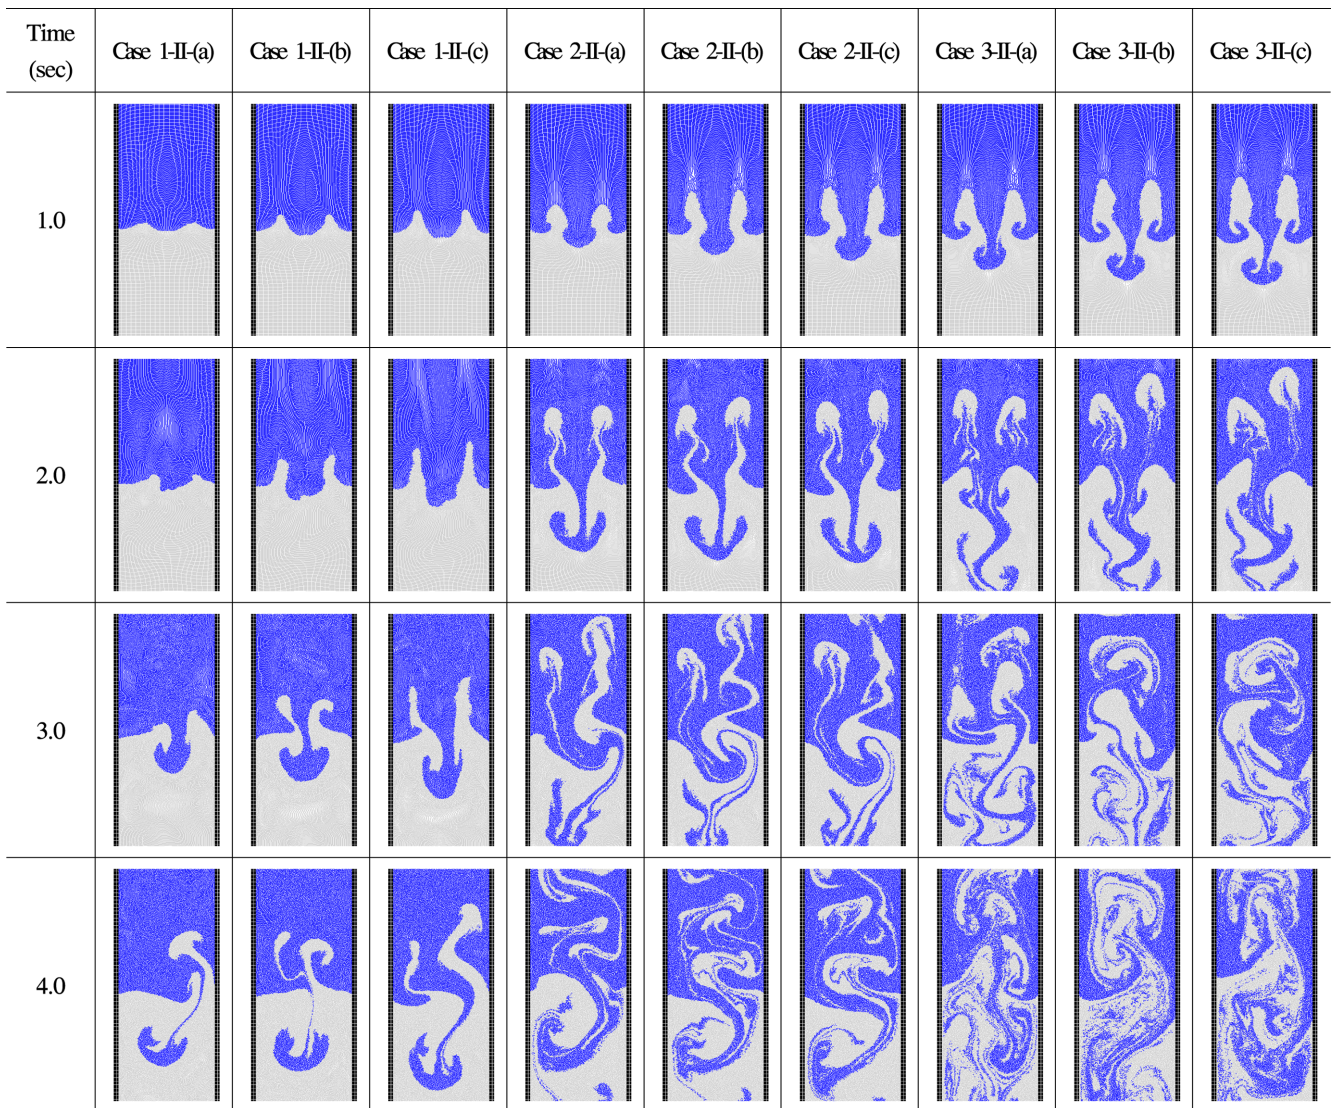 Time
(sec)
Case 1-II-(a)
Case 1-II-(b)
Case 1-II-(c)
Case 2-II-(a)
Case 2-II-(b)
Case 2-II-(c)
Case 3-II-(a)
Case 3-II-(b)
Case 3-II-(c)
1.0
2.0
3.0
4.0